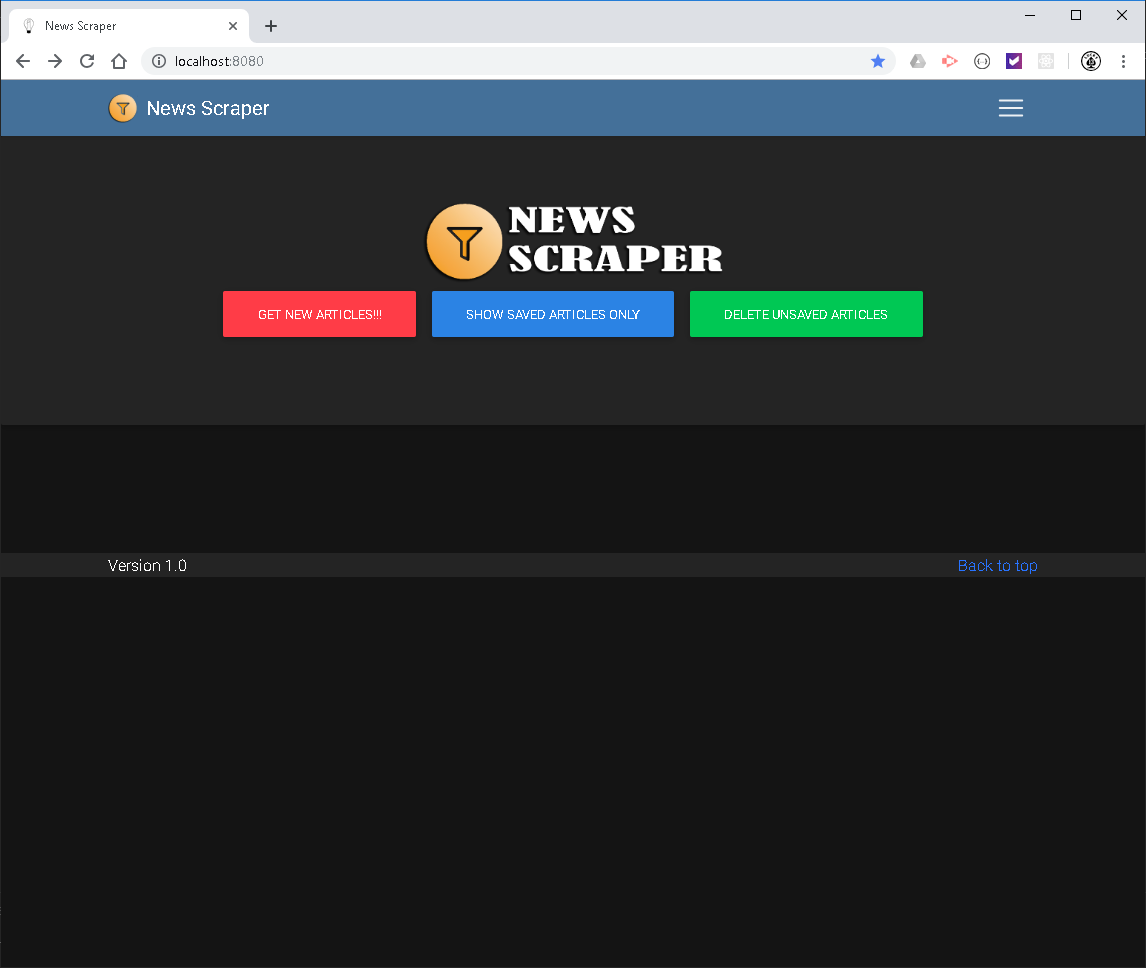 News Scraper
localhost:8080
News Scraper
NEWS
SCRAPER
GET NEW ARTICLES!!!
SHOW SAVED ARTICLES ONLY
DELETE UNSAVED ARTICLES
Version 1.0
Back to top